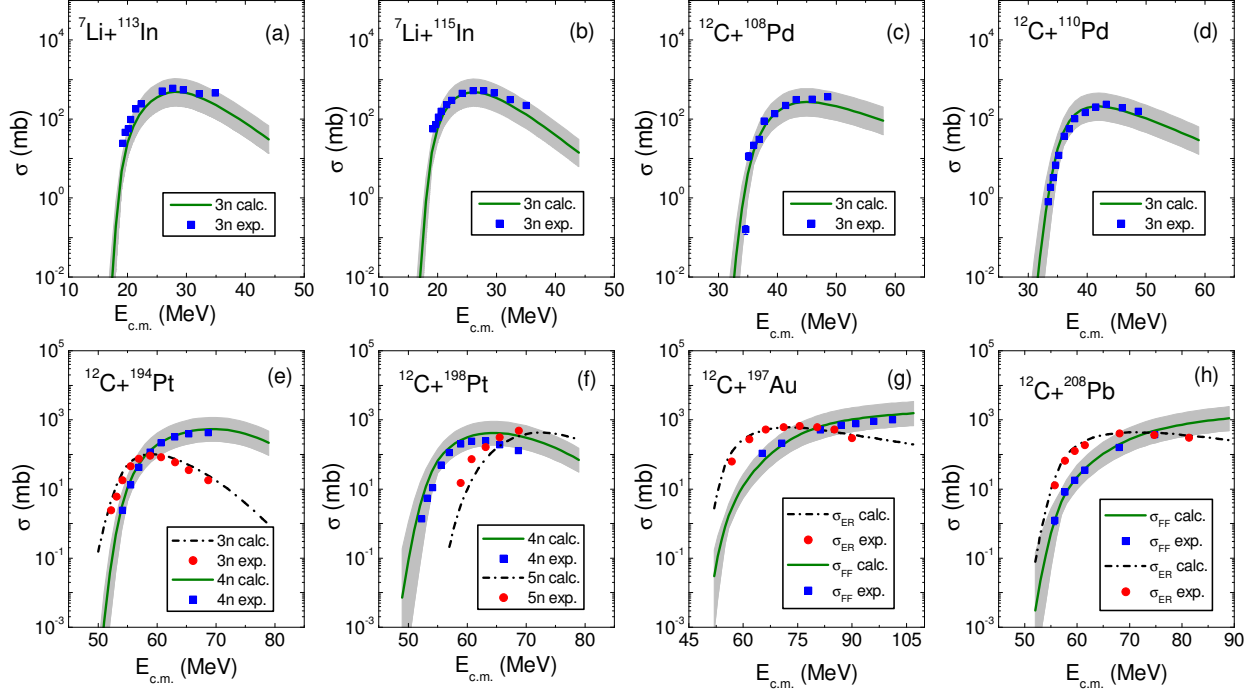 ⁷Li+¹¹³In (a)
σ (mb)
10⁴
10²
10⁰
10⁻²
3n calc.
3n exp.
10 20 30 40 50
E_c.m. (MeV)
⁷Li+¹¹⁵In (b)
σ (mb)
10⁴
10²
10⁰
10⁻²
3n calc.
3n exp.
10 20 30 40 50
E_c.m. (MeV)
¹²C+¹⁰⁸Pd (c)
σ (mb)
10⁴
10²
10⁰
10⁻²
3n calc.
3n exp.
30 40 50 60
E_c.m. (MeV)
¹²C+¹¹⁰Pd (d)
σ (mb)
10⁴
10²
10⁰
10⁻²
3n calc.
3n exp.
30 40 50 60
E_c.m. (MeV)
¹²C+¹⁹⁴Pt (e)
σ (mb)
10⁵
10³
10¹
10⁻¹
10⁻³
3n calc.
3n exp.
4n calc.
4n exp.
50 60 70 80
E_c.m. (MeV)
¹²C+¹⁹⁸Pt (f)
σ (mb)
10⁵
10³
10¹
10⁻¹
10⁻³
4n calc.
4n exp.
5n calc.
5n exp.
50 60 70 80
E_c.m. (MeV)
¹²C+¹⁹⁷Au (g)
σ (mb)
10⁵
10³
10¹
10⁻¹
10⁻³
σ_ER calc.
σ_ER exp.
σ_FF calc.
σ_FF exp.
45 60 75 90 105
E_c.m. (MeV)
¹²C+²⁰⁸Pb (h)
σ (mb)
10⁵
10³
10¹
10⁻¹
10⁻³
σ_FF calc.
σ_FF exp.
σ_ER calc.
σ_ER exp.
50 60 70 80 90
E_c.m. (MeV)